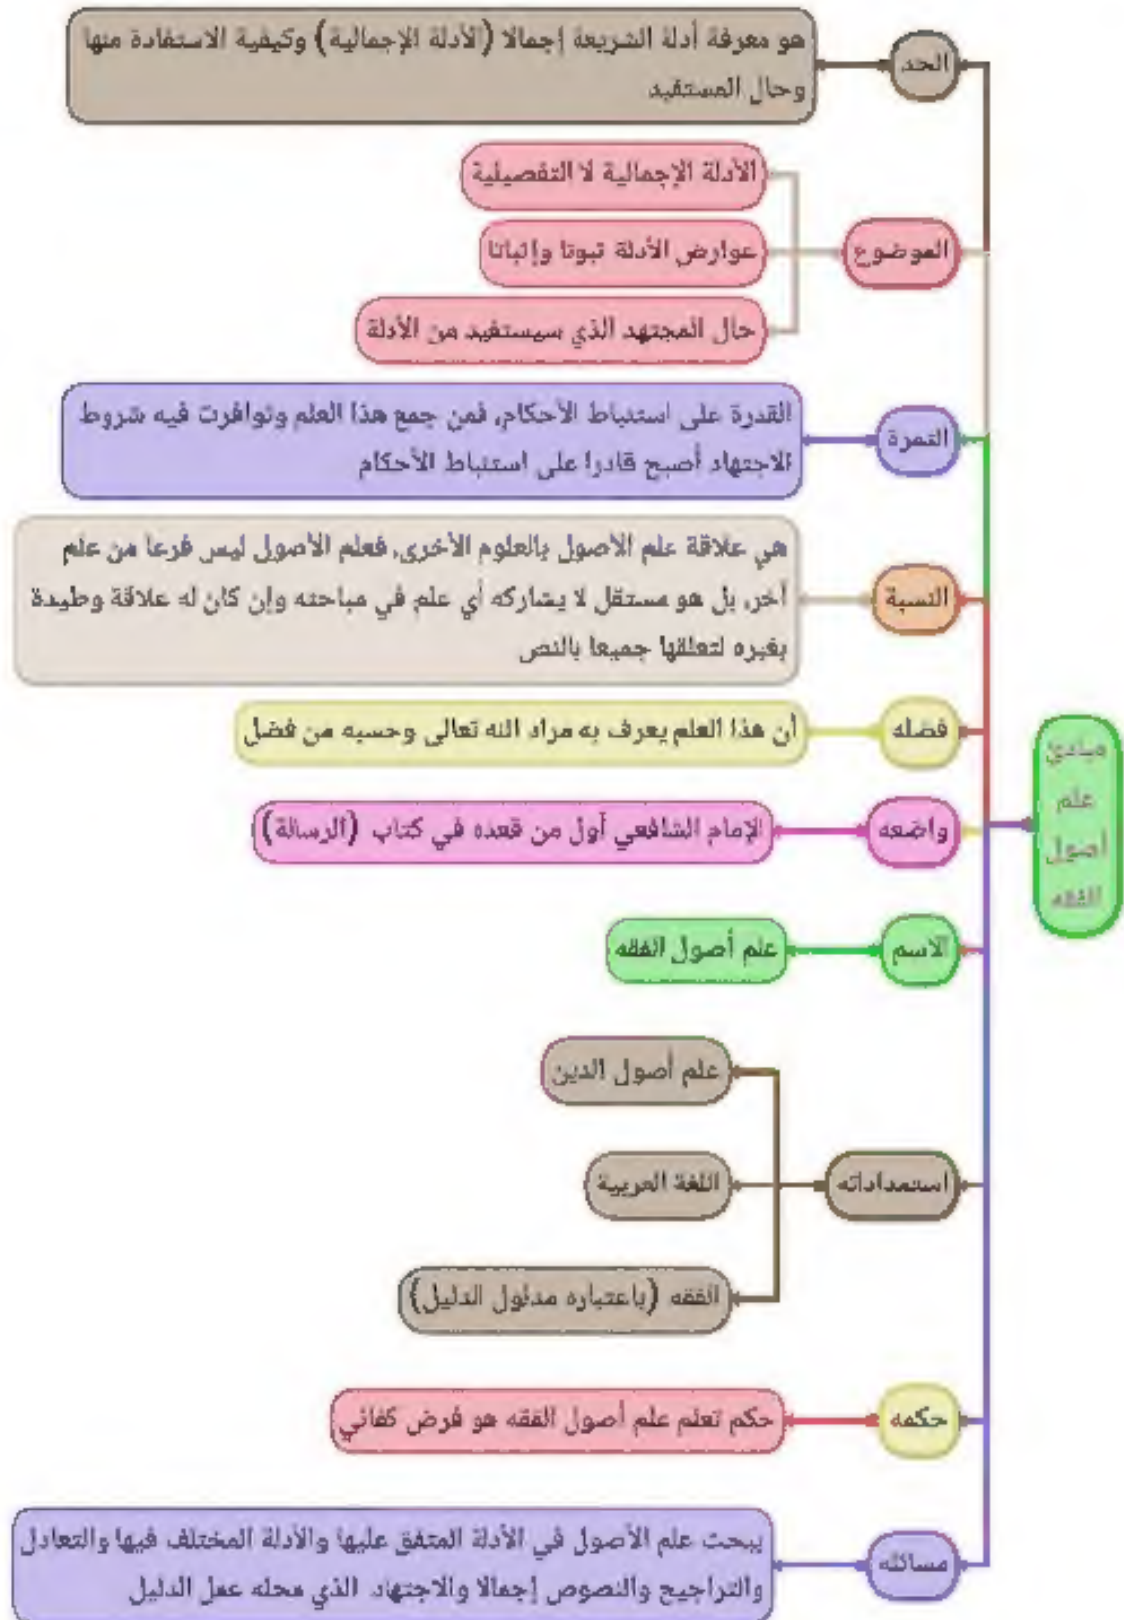 مبادئ
علم
أصول
الفقه
الحد
هو معرفة أدلة الشريعة إجمالا (الأدلة الإجمالية) وكيفية الاستفادة منها
وحال المستفيد
الموضوع
الأدلة الإجمالية لا التفصيلية
عوارض الأدلة ثبوتا وإثباتا
حال المجتهد الذي سيستفيد من الأدلة
الثمرة
القدرة على استنباط الأحكام، فمن جمع هذا العلم وتوافرت فيه شروط
الاجتهاد أصبح قادرا على استنباط الأحكام
النسبة
هي علاقة علم الأصول بالعلوم الأخرى، فعلم الأصول ليس فرعا من علم
آخر، بل هو مستقل لا يشاركه أي علم في مباحثه وإن كان له علاقة وطيدة
بغيره لتعلقها جميعا بالنص
فضله
أن هذا العلم يعرف به مراد الله تعالى وحسبه من فضل
واضعه
الإمام الشافعي أول من قعده في كتاب (الرسالة)
الاسم
علم أصول الفقه
استمداداته
علم أصول الدين
اللغة العربية
الفقه (باعتباره مدلول الدليل)
حكمه
حكم تعلم علم أصول الفقه هو فرض كفائي
مسائله
يبحث علم الأصول في الأدلة المتفق عليها والأدلة المختلف فيها والتعادل
والتراجيح والنصوص إجمالا والاجتهاد الذي محله عمل الدليل